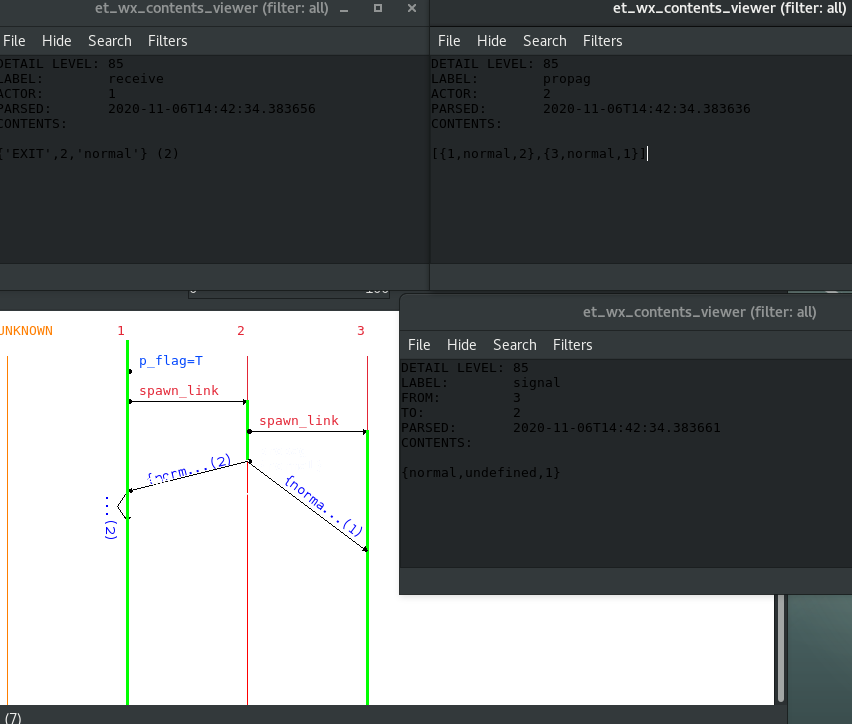 et_wx_contents_viewer (filter: all)
File Hide Search Filters
DETAIL LEVEL: 85
LABEL: receive
ACTOR: 1
PARSED: 2020-11-06T14:42:34.383656
CONTENTS:
{'EXIT',2,'normal'} (2)
et_wx_contents_viewer (filter: all)
File Hide Search Filters
DETAIL LEVEL: 85
LABEL: propag
ACTOR: 2
PARSED: 2020-11-06T14:42:34.383636
CONTENTS:
[{1,normal,2},{3,normal,1}]
UNKNOWN 1 2 3
p_flag=T
spawn_link
spawn_link
{norm...(2)
{norma...(1)
...(2)
et_wx_contents_viewer (filter: all)
File Hide Search Filters
DETAIL LEVEL: 85
LABEL: signal
FROM: 3
TO: 2
PARSED: 2020-11-06T14:42:34.383661
CONTENTS:
{normal,undefined,1}
(7)